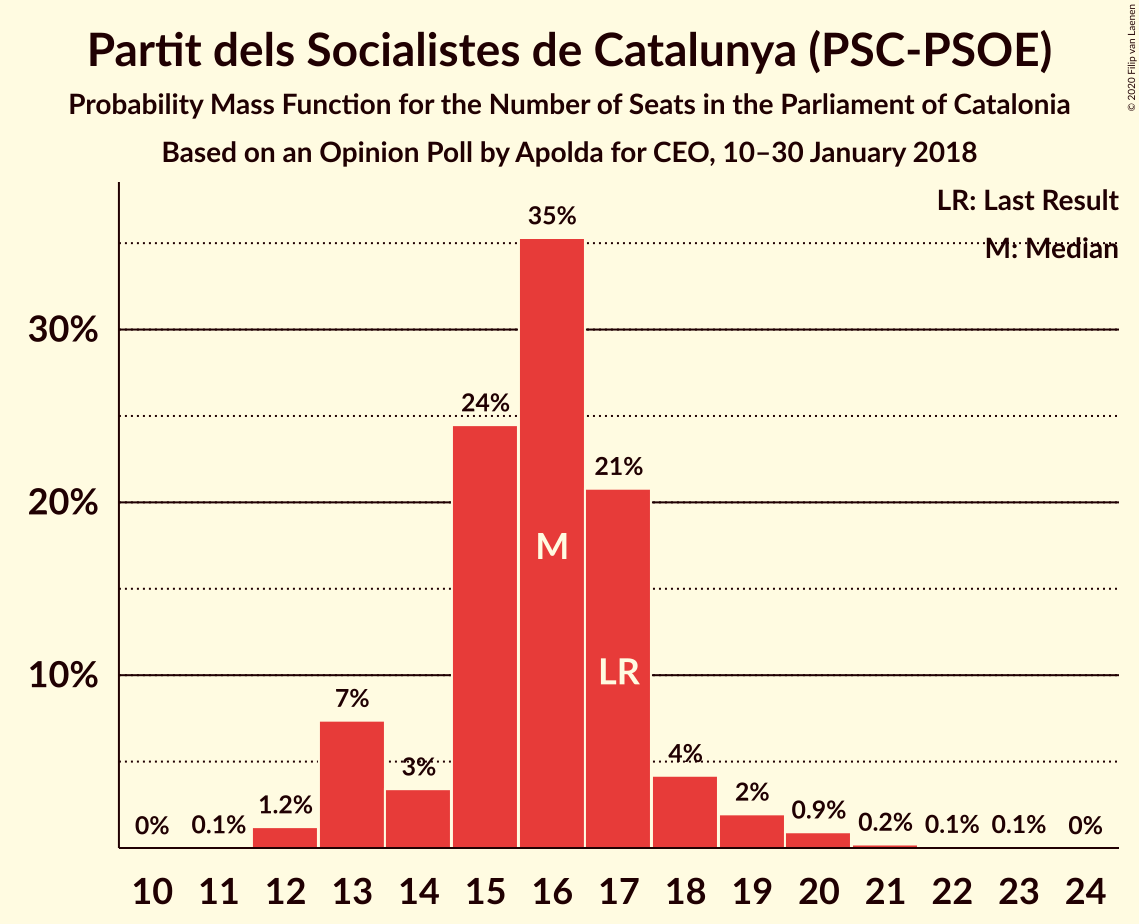 Partit dels Socialistes de Catalunya (PSC-PSOE)
Probability Mass Function for the Number of Seats in the Parliament of Catalonia
Based on an Opinion Poll by Apolda for CEO, 10–30 January 2018
© 2020 Filip van Laenen
LR: Last Result
M: Median
30%
20%
10%
0% 0.1% 1.2% 7% 3% 24% 35% 21% 4% 2% 0.9% 0.2% 0.1% 0.1% 0%
M
LR
10 11 12 13 14 15 16 17 18 19 20 21 22 23 24